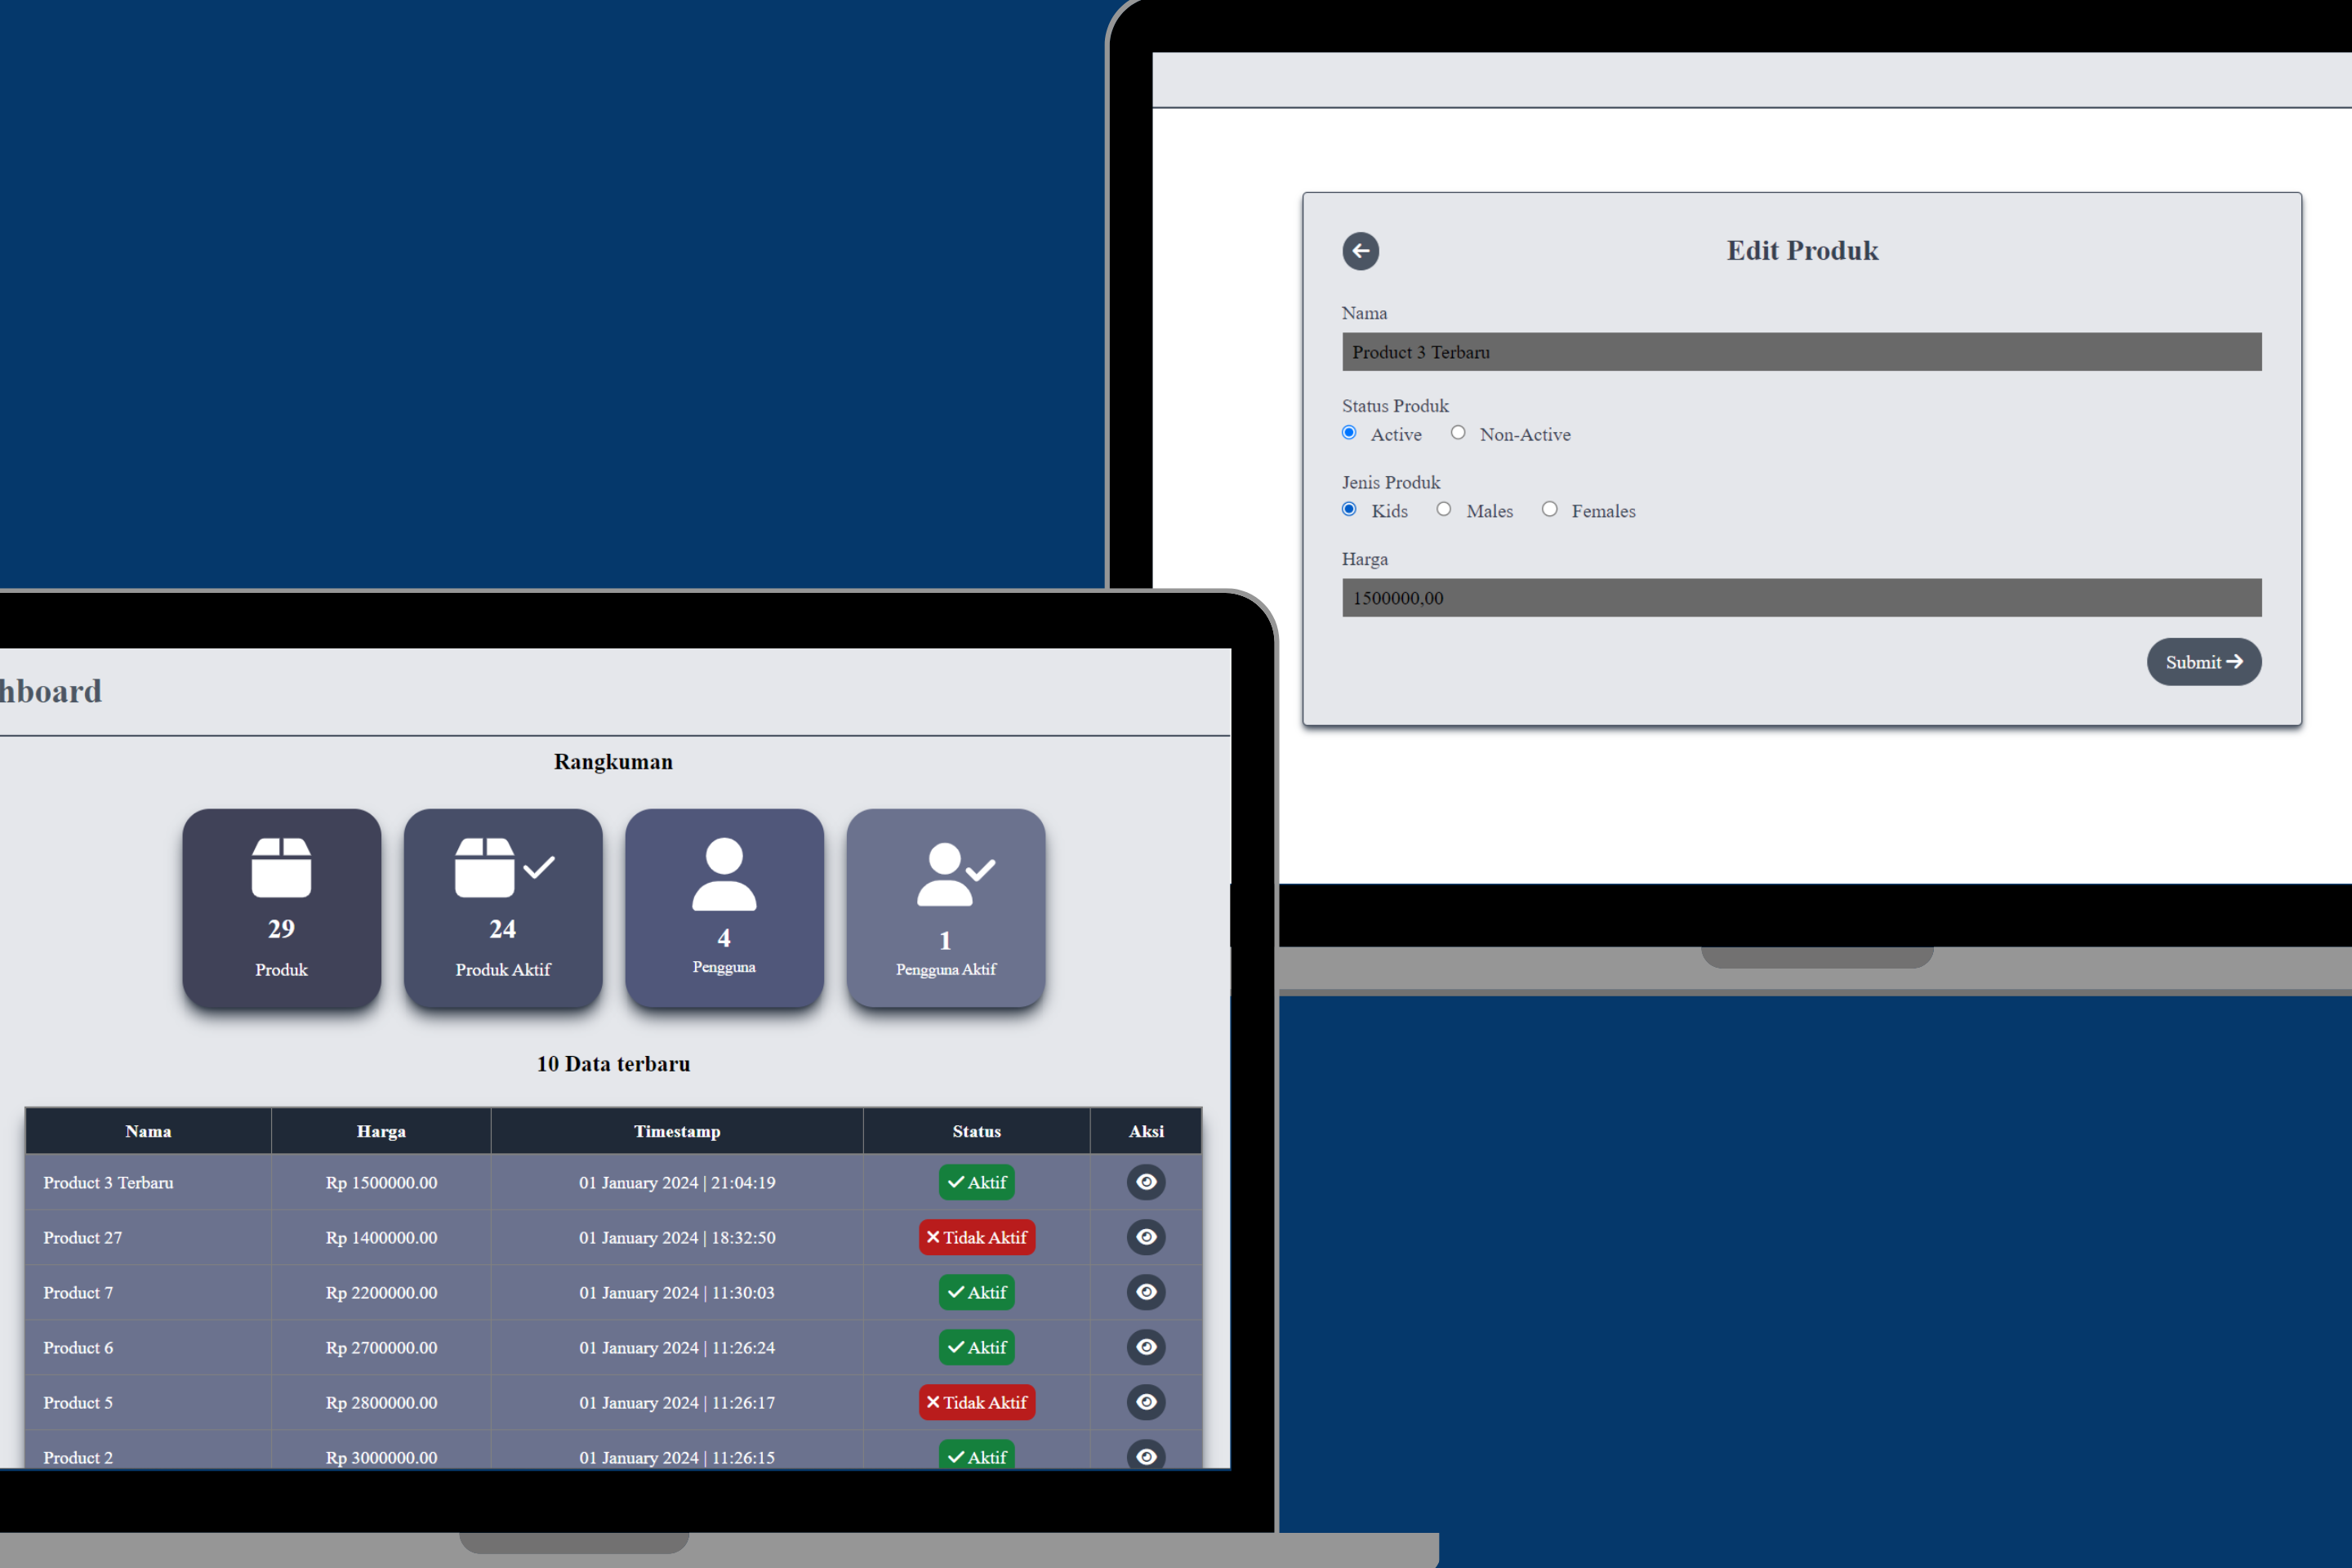 Edit Produk
Nama
Product 3 Terbaru
Status Produk
Active Non-Active
Jenis Produk
Kids Males Females
Harga
1500000,00
Submit
hboard
Rangkuman
29
Produk
24
Produk Aktif
4
Pengguna
1
Pengguna Aktif
10 Data terbaru
Nama Harga Timestamp Status Aksi
Product 3 Terbaru Rp 1500000.00 01 January 2024 | 21:04:19 Aktif
Product 27 Rp 1400000.00 01 January 2024 | 18:32:50 Tidak Aktif
Product 7 Rp 2200000.00 01 January 2024 | 11:30:03 Aktif
Product 6 Rp 2700000.00 01 January 2024 | 11:26:24 Aktif
Product 5 Rp 2800000.00 01 January 2024 | 11:26:17 Tidak Aktif
Product 2 Rp 3000000.00 01 January 2024 | 11:26:15 Aktif